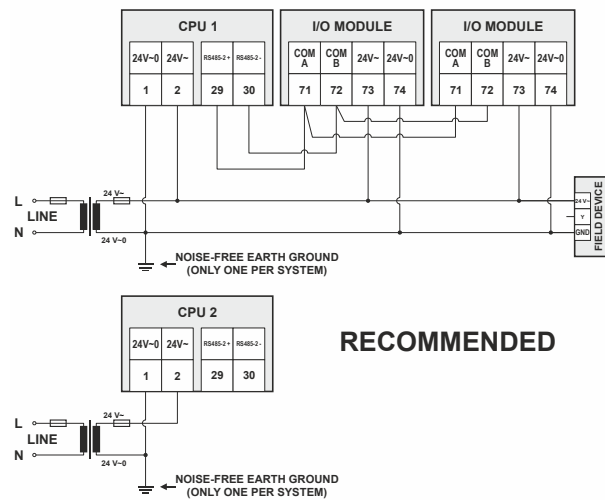 CPU 1
I/O MODULE
I/O MODULE
24V~0 24V~ RS485-2 + RS485-2 -
COM A COM B 24V~ 24V~0
COM A COM B 24V~ 24V~0
1 2 29 30
71 72 73 74
71 72 73 74
L
LINE
N
24 V~
24 V~0
24 V~
Y
GND
FIELD DEVICE
NOISE-FREE EARTH GROUND
(ONLY ONE PER SYSTEM)
CPU 2
24V~0 24V~ RS485-2 + RS485-2 -
1 2 29 30
RECOMMENDED
L
LINE
N
24 V~
24 V~0
NOISE-FREE EARTH GROUND
(ONLY ONE PER SYSTEM)